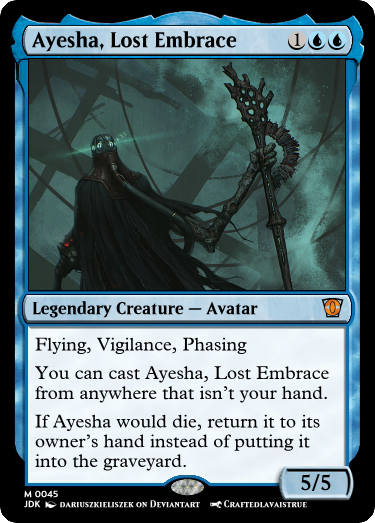 Ayesha, Lost Embrace 1
Legendary Creature — Avatar
Flying, Vigilance, Phasing
You can cast Ayesha, Lost Embrace
from anywhere that isn't your hand.
If Ayesha would die, return it to its
owner's hand instead of putting it
into the graveyard.
5/5
M 0045
JDK DARIUSZKIELISZEK ON DEVIANTART CRAFTEDLAVAISTRUE